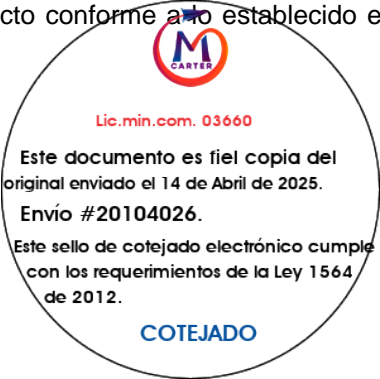 cto conforme a lo establecido e
M
CARTER
Lic.min.com. 03660
Este documento es fiel copia del
original enviado el 14 de Abril de 2025.
Envío #20104026.
Este sello de cotejado electrónico cumple
con los requerimientos de la Ley 1564
de 2012.
COTEJADO